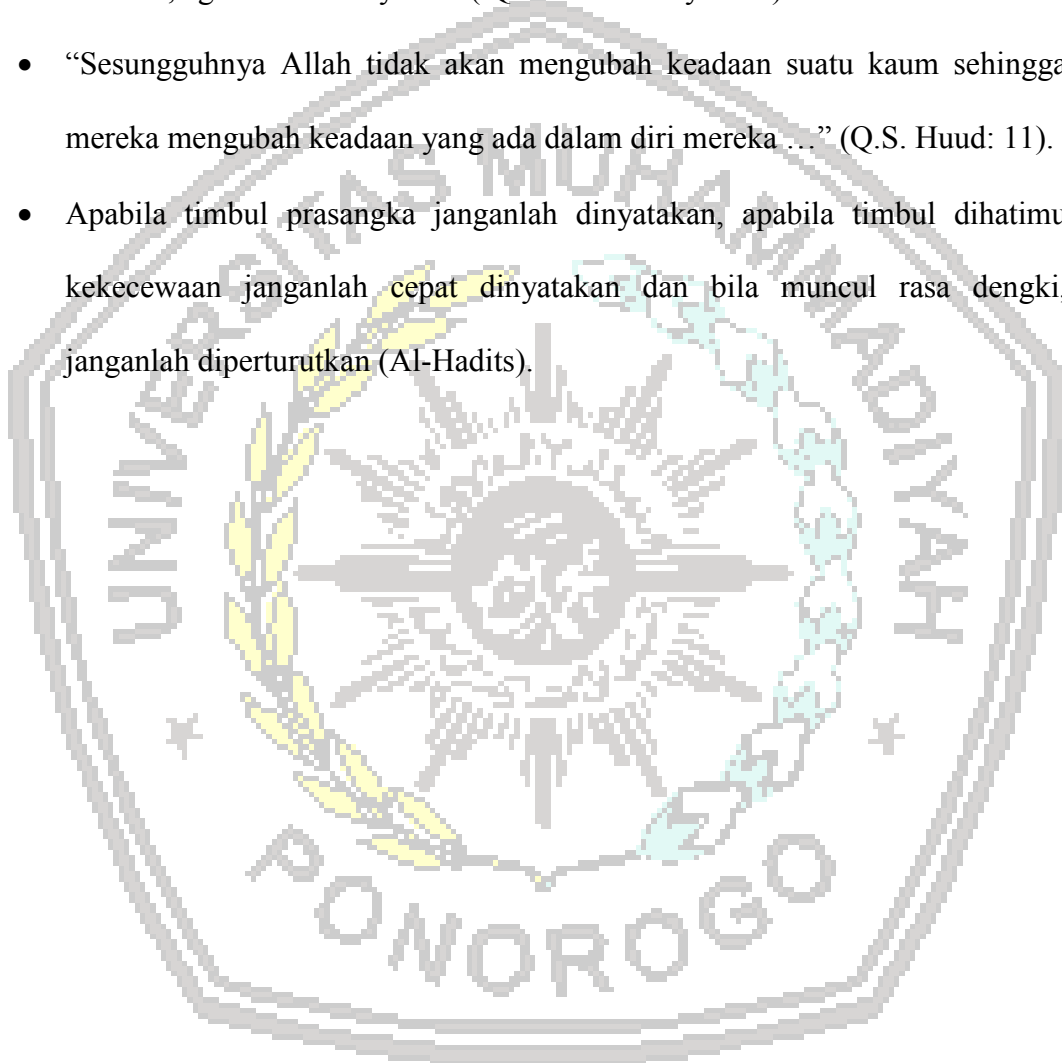 • “Sesungguhnya Allah tidak akan mengubah keadaan suatu kaum sehingga
mereka mengubah keadaan yang ada dalam diri mereka …” (Q.S. Huud: 11).
• Apabila timbul prasangka janganlah dinyatakan, apabila timbul dihatimu
kekecewaan janganlah cepat dinyatakan dan bila muncul rasa dengki,
janganlah diperturutkan (Al-Hadits).
UNIVERSITAS MUHAMMADIYAH
PONOROGO